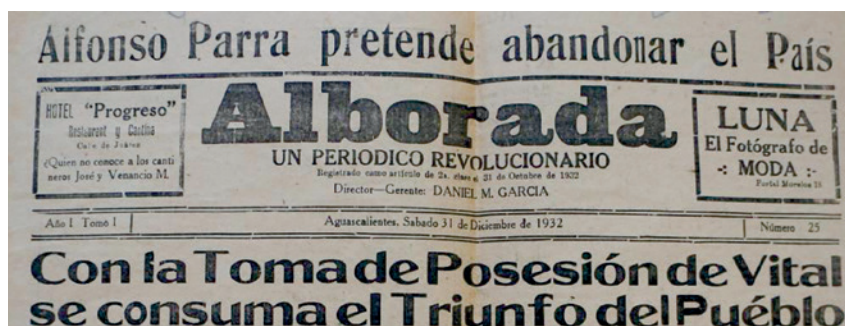 Alfonso Parra pretende abandonar el País
HOTEL "Progreso"
Restaurant y Cantina
Calle de Juárez
¿Quien no conoce a los canti
neros José y Venancio M.
Alborada
UN PERIODICO REVOLUCIONARIO
Registrado como artículo de 2a. clase el 21 de Octubre de 1932
Director—Gerente: DANIEL M. GARCIA
LUNA
El Fotógrafo de
-: MODA :-
Portal Morelos
Año I Tomo I
Aguascalientes, Sabado 31 de Diciembre de 1932
Número 25
Con la Toma de Posesión de Vital
se consuma el Triunfo del Puéblo